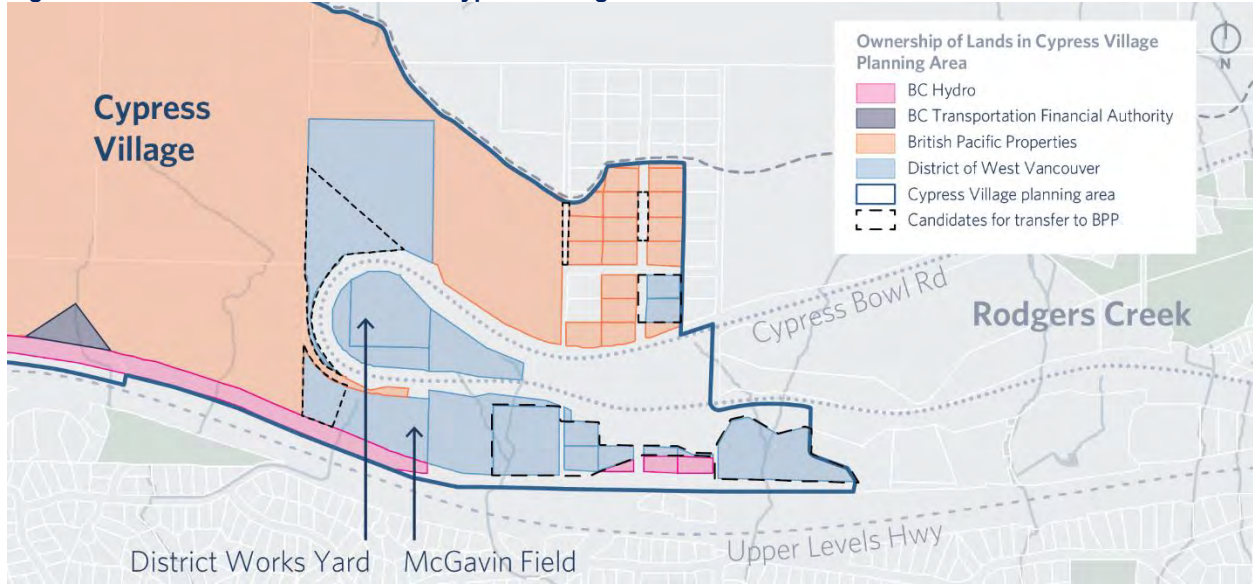 Cypress
Village
Ownership of Lands in Cypress Village
Planning Area
BC Hydro
BC Transportation Financial Authority
British Pacific Properties
District of West Vancouver
Cypress Village planning area
Candidates for transfer to BPP
N
Cypress Bowl Rd
Rodgers Creek
Upper Levels Hwy
District Works Yard
McGavin Field